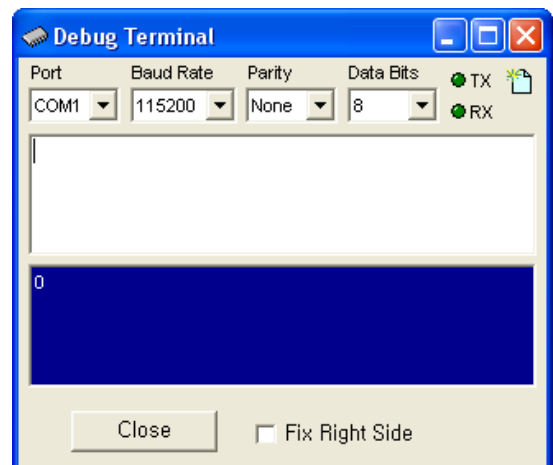 Debug Terminal
Port Baud Rate Parity Data Bits TX
COM1 115200 None 8 RX
0
Close Fix Right Side